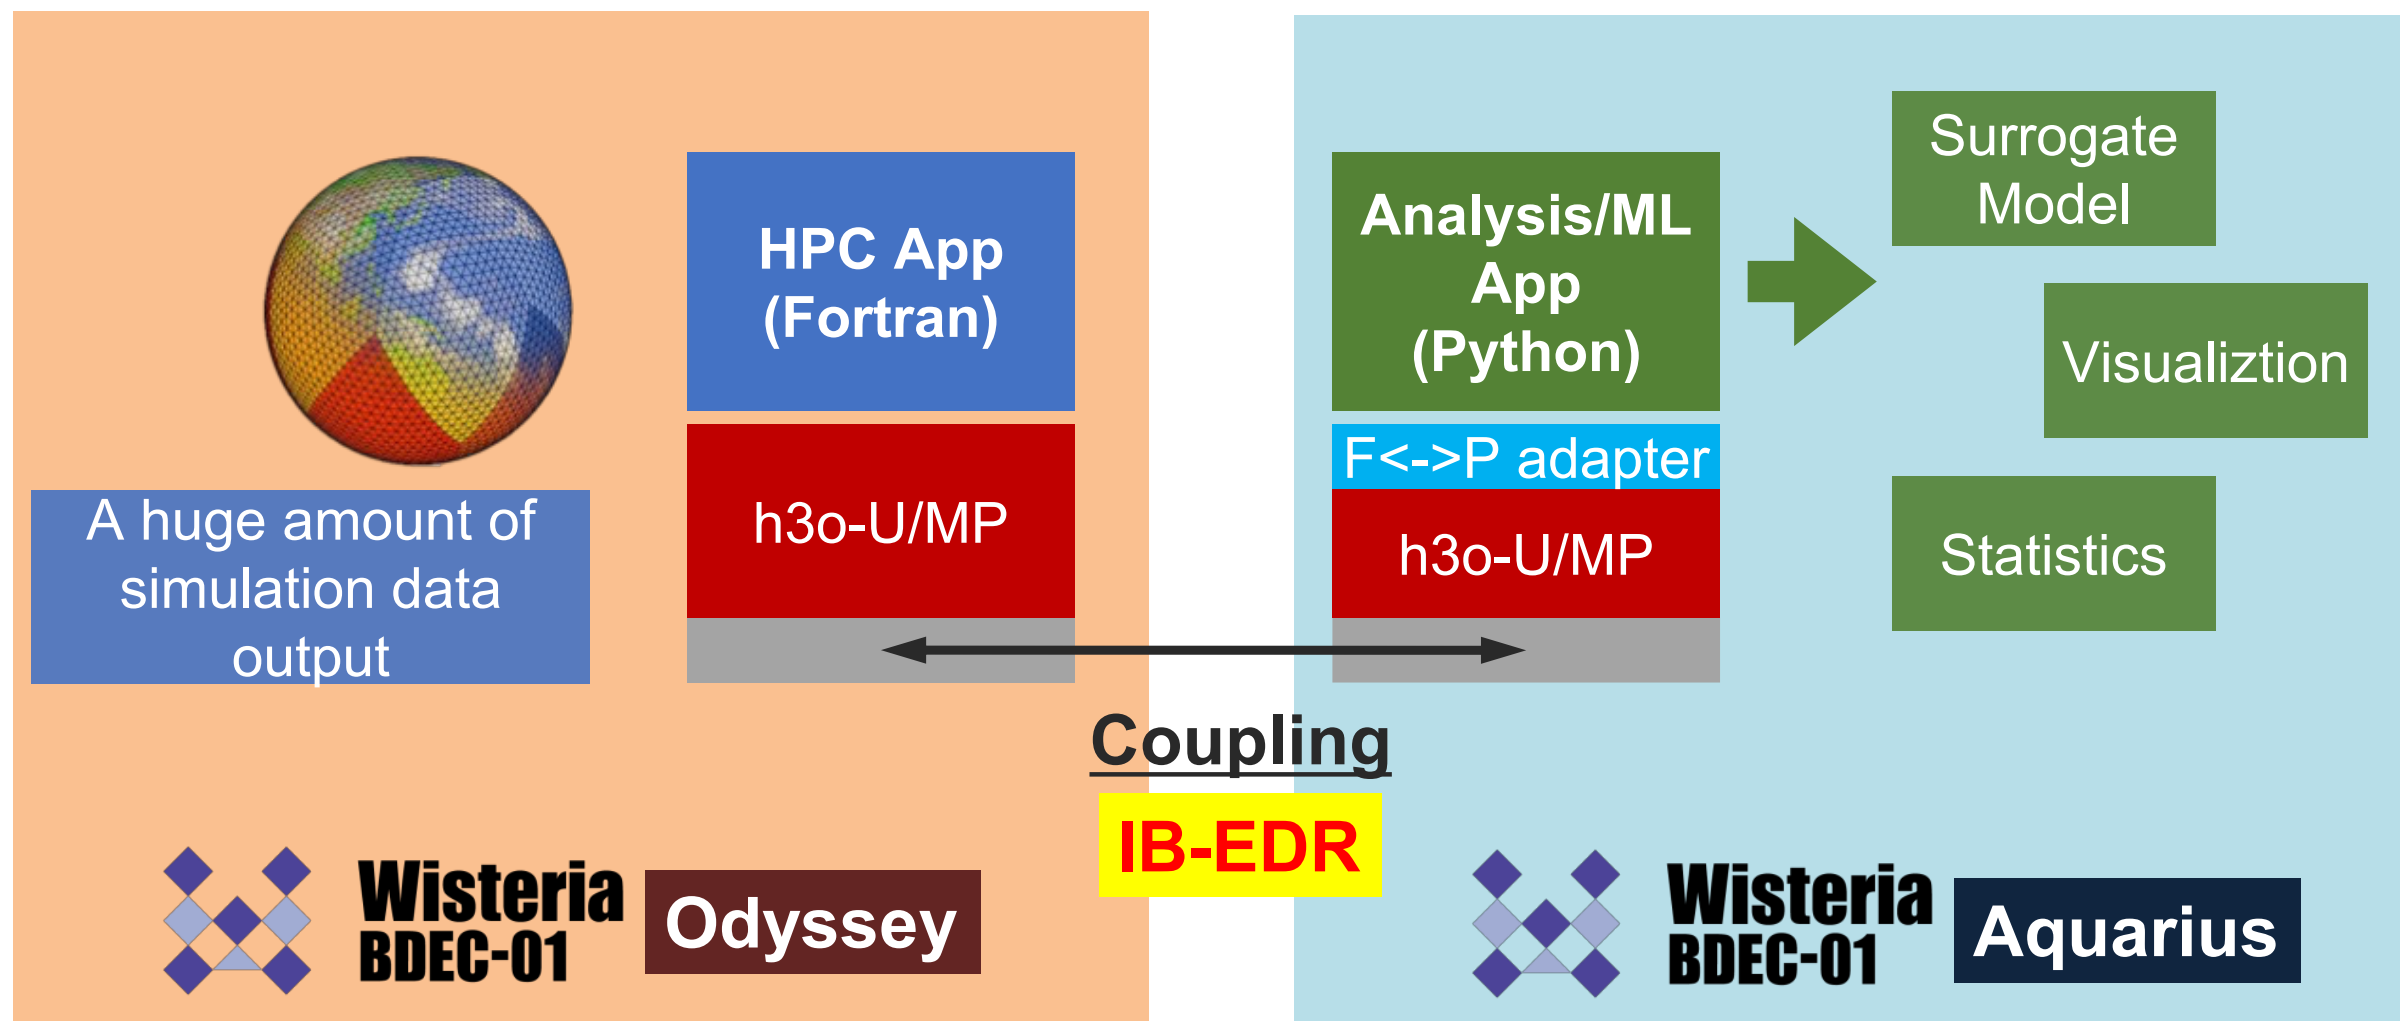 HPC App
(Fortran)
h3o-U/MP
A huge amount of
simulation data
output
Analysis/ML
App
(Python)
F<->P adapter
h3o-U/MP
Surrogate
Model
Visualiztion
Statistics
Coupling
IB-EDR
Wisteria
BDEC-01
Odyssey
Wisteria
BDEC-01
Aquarius